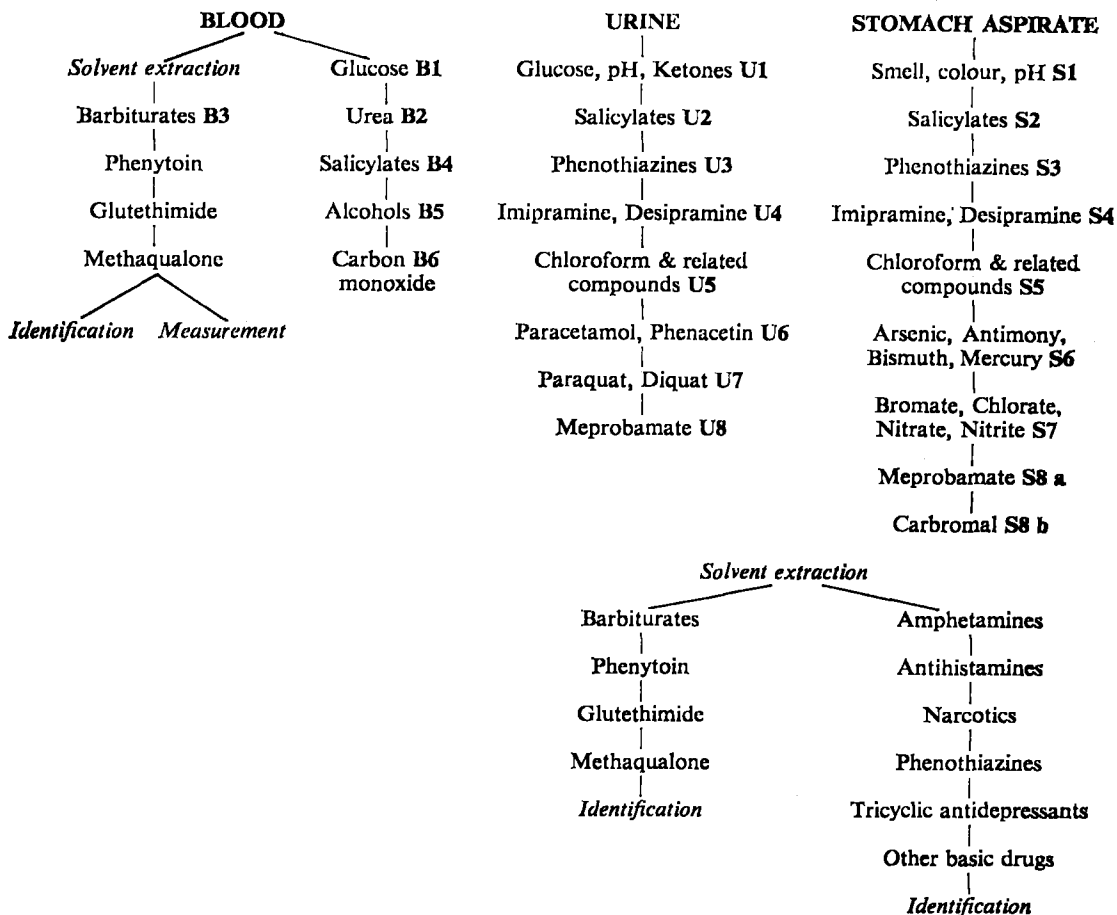 BLOOD
Solvent extraction
Barbiturates B3
Phenytoin
Glutethimide
Methaqualone
Identification Measurement
Glucose B1
Urea B2
Salicylates B4
Alcohols B5
Carbon B6
monoxide
URINE
Glucose, pH, Ketones U1
Salicylates U2
Phenothiazines U3
Imipramine, Desipramine U4
Chloroform & related
compounds U5
Paracetamol, Phenacetin U6
Paraquat, Diquat U7
Meprobamate U8
STOMACH ASPIRATE
Smell, colour, pH S1
Salicylates S2
Phenothiazines S3
Imipramine, Desipramine S4
Chloroform & related
compounds S5
Arsenic, Antimony,
Bismuth, Mercury S6
Bromate, Chlorate,
Nitrate, Nitrite S7
Meprobamate S8 a
Carbromal S8 b
Solvent extraction
Barbiturates
Phenytoin
Glutethimide
Methaqualone
Identification
Amphetamines
Antihistamines
Narcotics
Phenothiazines
Tricyclic antidepressants
Other basic drugs
Identification